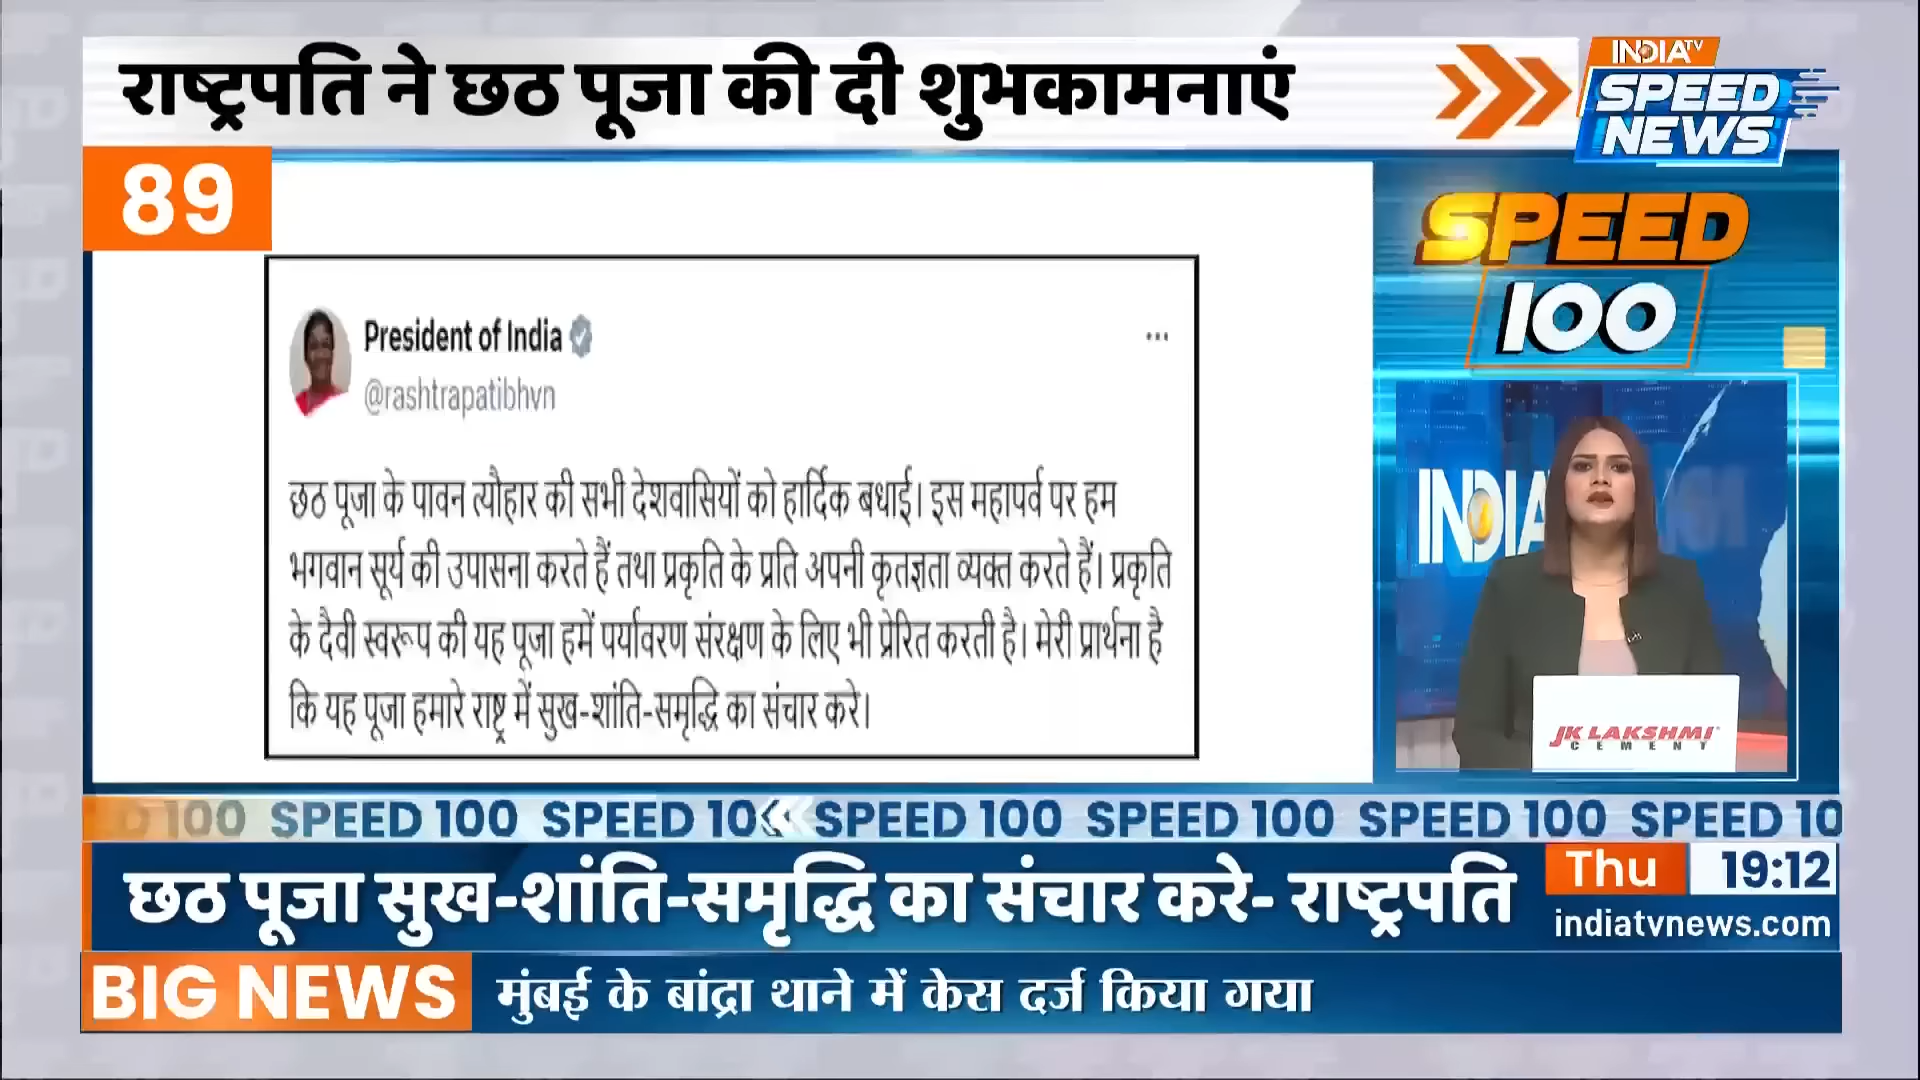 राष्ट्रपति ने छठ पूजा की दी शुभकामनाएं
INDIA TV
SPEED
NEWS
89
SPEED
100
President of India
@rashtrapatibhvn
छठ पूजा के पावन त्यौहार की सभी देशवासियों को हार्दिक बधाई। इस महापर्व पर हम
भगवान सूर्य की उपासना करते हैं तथा प्रकृति के प्रति अपनी कृतज्ञता व्यक्त करते हैं। प्रकृति
के दैवी स्वरूप की यह पूजा हमें पर्यावरण संरक्षण के लिए भी प्रेरित करती है। मेरी प्रार्थना है
कि यह पूजा हमारे राष्ट्र में सुख-शांति-समृद्धि का संचार करे।
INDIA
JK LAKSHMI
CEMENT
D 100 SPEED 100 SPEED 100 SPEED 100 SPEED 100 SPEED 100 SPEED 10
छठ पूजा सुख-शांति-समृद्धि का संचार करे- राष्ट्रपति
Thu 19:12
indiatvnews.com
BIG NEWS मुंबई के बांद्रा थाने में केस दर्ज किया गया